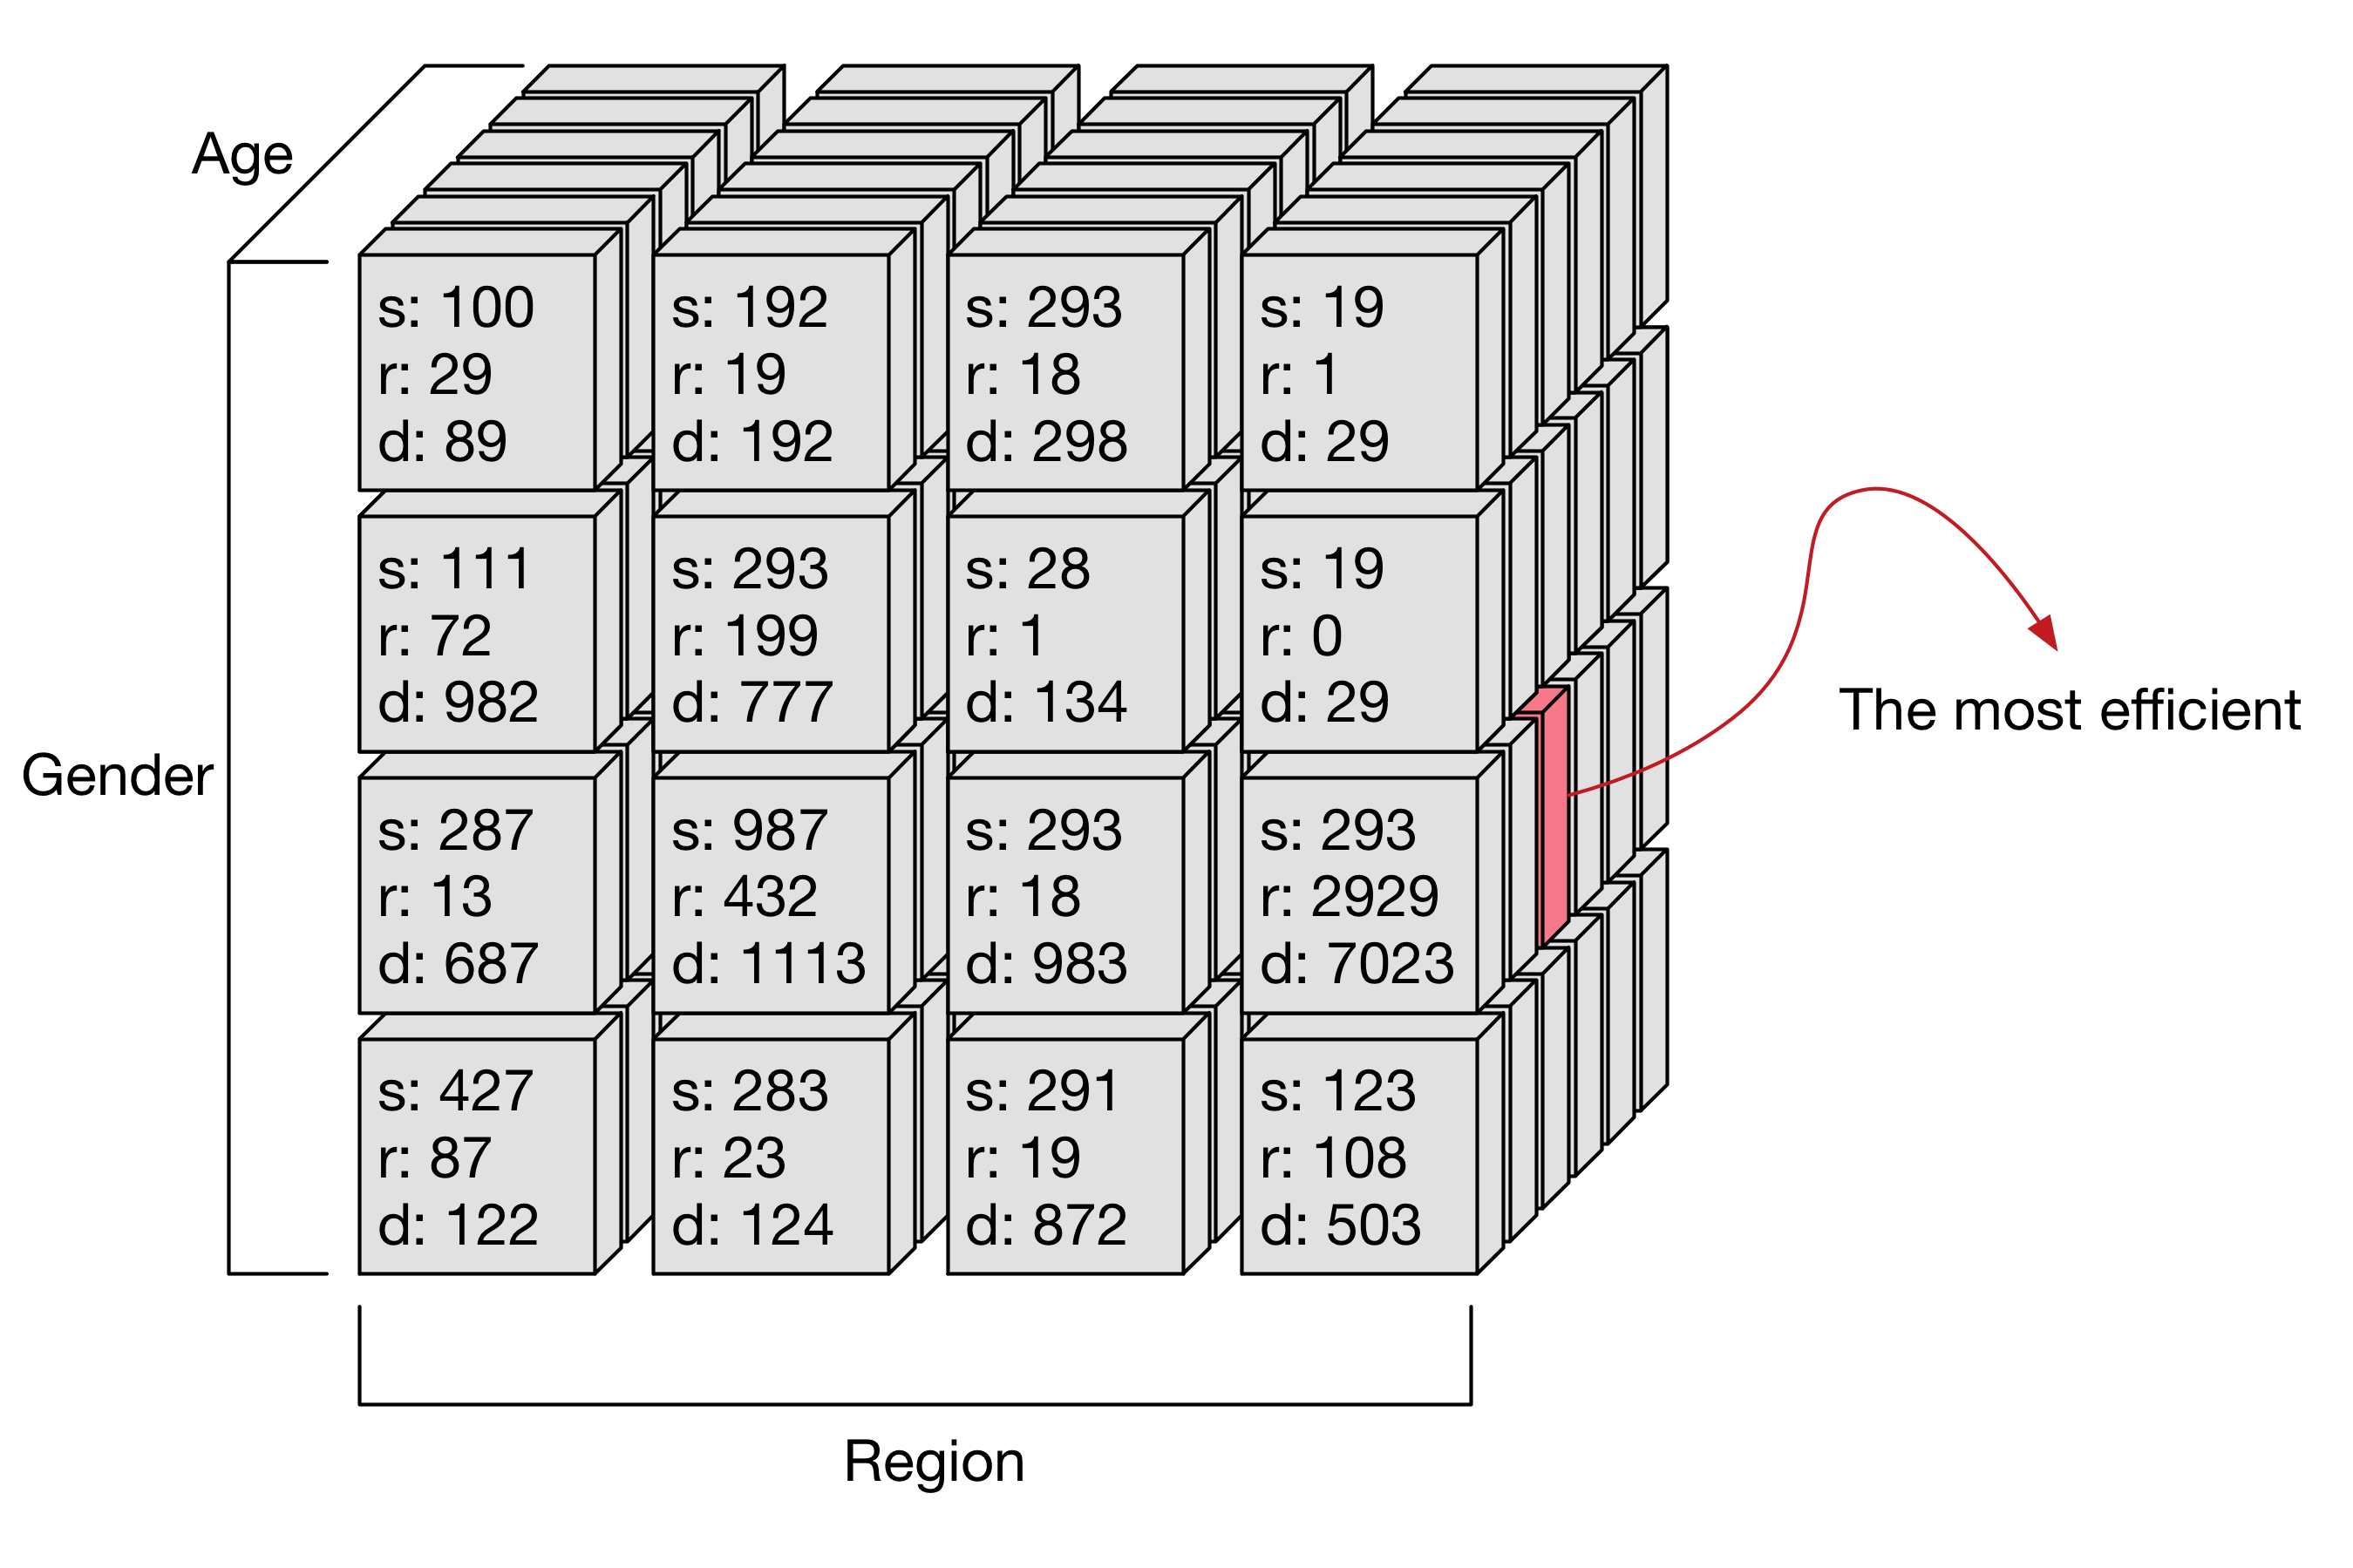 Age
s: 100
r: 29
d: 89
s: 192
r: 19
d: 192
s: 293
r: 18
d: 298
s: 19
r: 1
d: 29
s: 111
r: 72
d: 982
s: 293
r: 199
d: 777
s: 28
r: 1
d: 134
s: 19
r: 0
d: 29
The most efficient
Gender
s: 287
r: 13
d: 687
s: 987
r: 432
d: 1113
s: 293
r: 18
d: 983
s: 293
r: 2929
d: 7023
s: 427
r: 87
d: 122
s: 283
r: 23
d: 124
s: 291
r: 19
d: 872
s: 123
r: 108
d: 503
Region